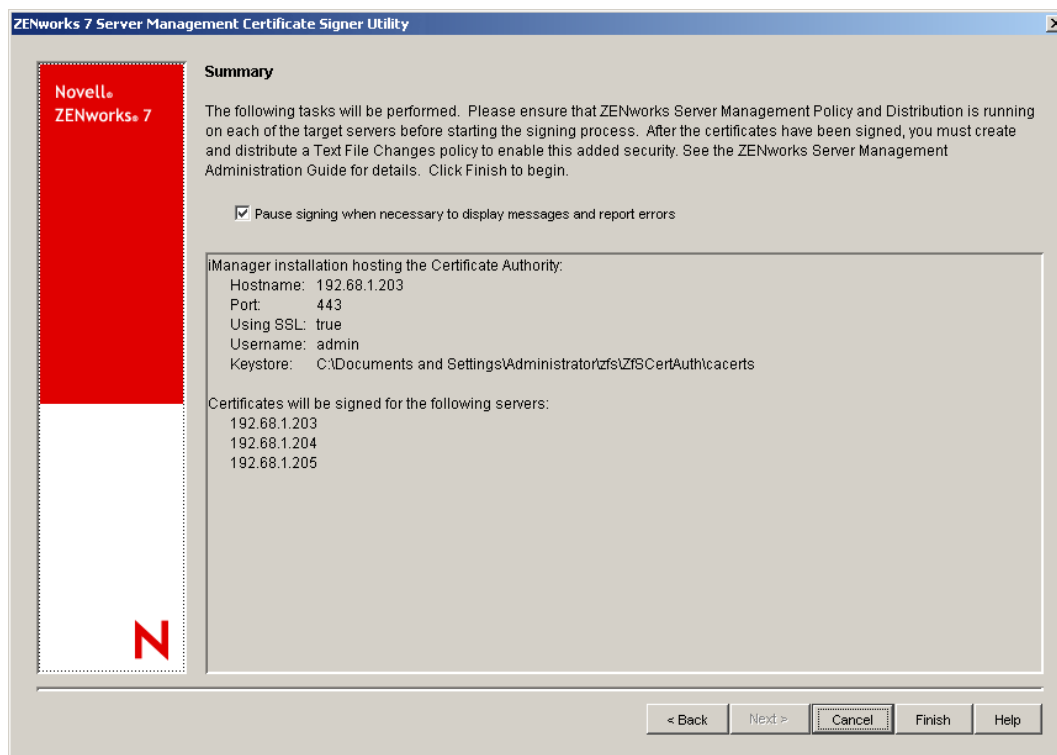 ZENworks 7 Server Management Certificate Signer Utility
Novell®
ZENworks® 7
Summary
The following tasks will be performed. Please ensure that ZENworks Server Management Policy and Distribution is running
on each of the target servers before starting the signing process. After the certificates have been signed, you must create
and distribute a Text File Changes policy to enable this added security. See the ZENworks Server Management
Administration Guide for details. Click Finish to begin.
Pause signing when necessary to display messages and report errors
iManager installation hosting the Certificate Authority:
Hostname: 192.68.1.203
Port: 443
Using SSL: true
Username: admin
Keystore: C:\Documents and Settings\Administrator\zfs\ZfSCertAuth\cacerts
Certificates will be signed for the following servers:
192.68.1.203
192.68.1.204
192.68.1.205
N
< Back Next > Cancel Finish Help